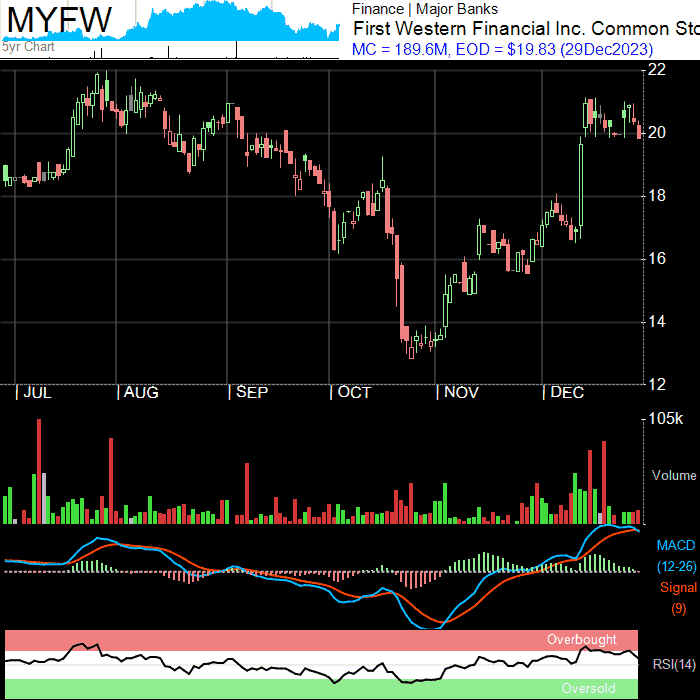 MYFW
5yr Chart
Finance | Major Banks
First Western Financial Inc. Common Sto
MC = 189.6M, EOD = $19.83 (29Dec2023)
22
20
18
16
14
12
| JUL | AUG | SEP | OCT | NOV | DEC
105k
Volume
MACD
(12-26)
Signal
(9)
Overbought
RSI(14)
Oversold